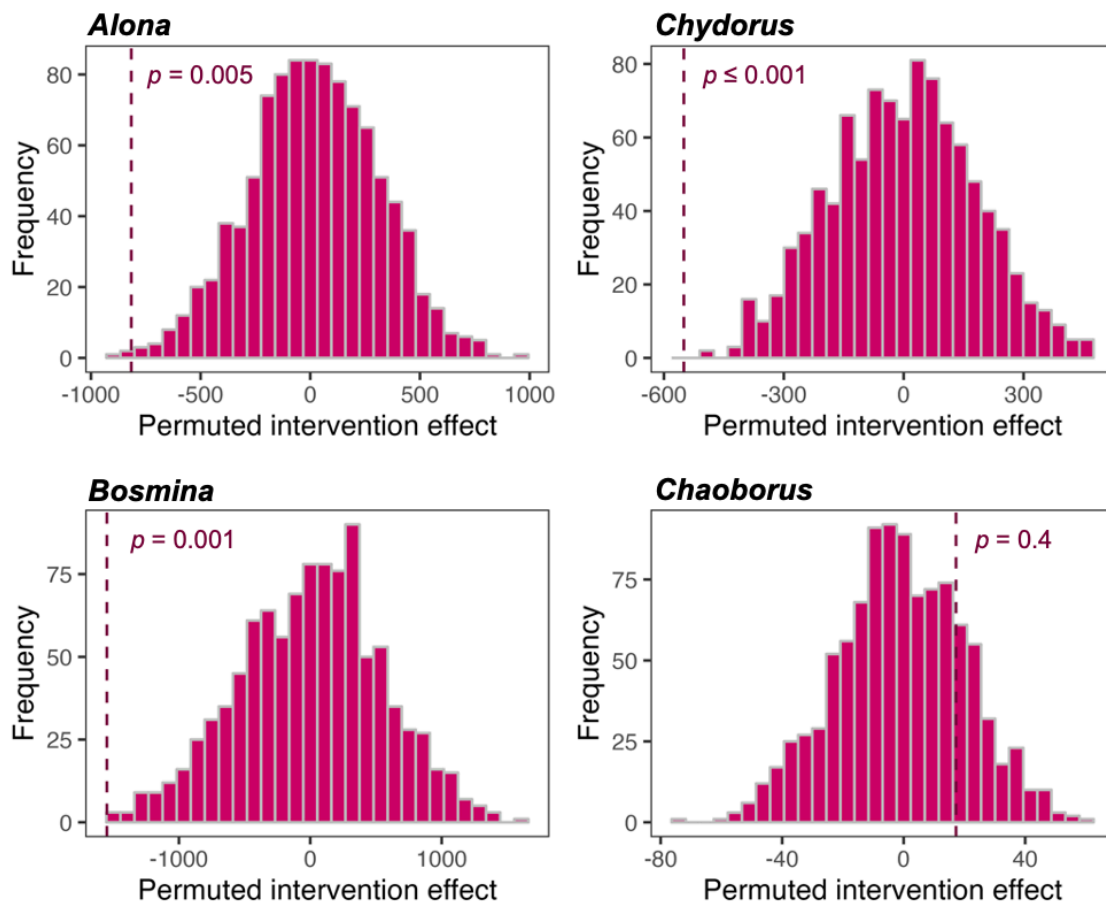 Alona
p = 0.005
Frequency
80
60
40
20
0
-1000
-500
0
500
1000
Permuted intervention effect
Chydorus
p ≤ 0.001
Frequency
80
60
40
20
0
-600
-300
0
300
Permuted intervention effect
Bosmina
p = 0.001
Frequency
75
50
25
0
-1000
0
1000
Permuted intervention effect
Chaoborus
p = 0.4
Frequency
75
50
25
0
-80
-40
0
40
Permuted intervention effect